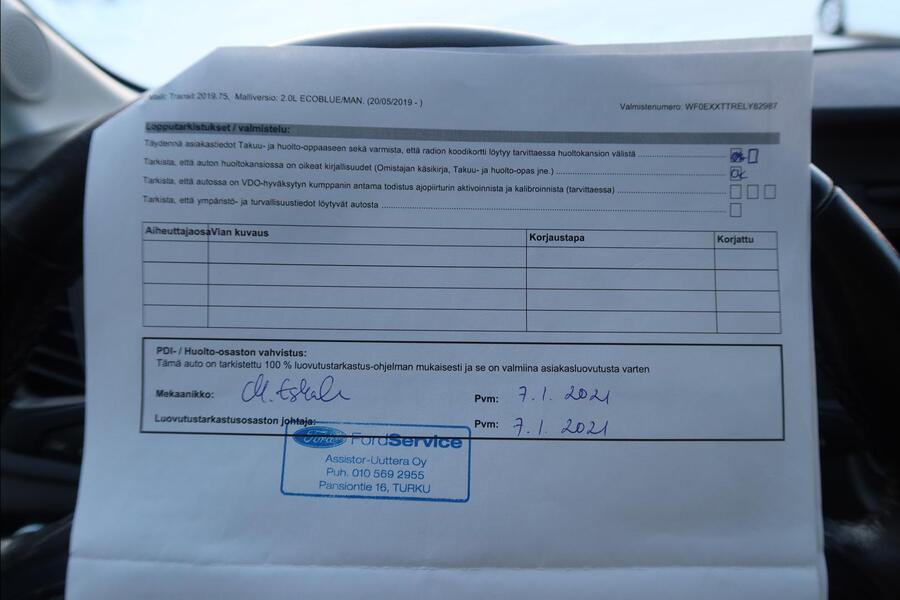 Malli: Transit 2019.75, Malliversio: 2.0L ECOBLUE/MAN. (20/05/2019 - )
Valmistenumero: WF0EXXTTRELY82987
Lopputarkistukset / valmistelu:
Täydennä asiakastiedot Takuu- ja huolto-oppaaseen sekä varmista, että radion koodikortti löytyy tarvittaessa huoltokansion välistä
Tarkista, että auton huoltokansiossa on oikeat kirjallisuudet (Omistajan käsikirja, Takuu- ja huolto-opas jne.) ok
Tarkista, että autossa on VDO-hyväksytyn kumppanin antama todistus ajopiirturin aktivoinnista ja kalibroinnista (tarvittaessa)
Tarkista, että ympäristö- ja turvallisuustiedot löytyvät autosta
Aiheuttajaosa Vian kuvaus Korjaustapa Korjattu
PDI- / Huolto-osaston vahvistus:
Tämä auto on tarkistettu 100 % luovutustarkastus-ohjelman mukaisesti ja se on valmiina asiakasluovutusta varten
Mekaanikko: Pvm: 7.1. 2021
Luovutustarkastusosaston johtaja: Pvm: 7.1. 2021
Ford FordService
Assistor-Uuttera Oy
Puh. 010 569 2955
Pansiontie 16, TURKU